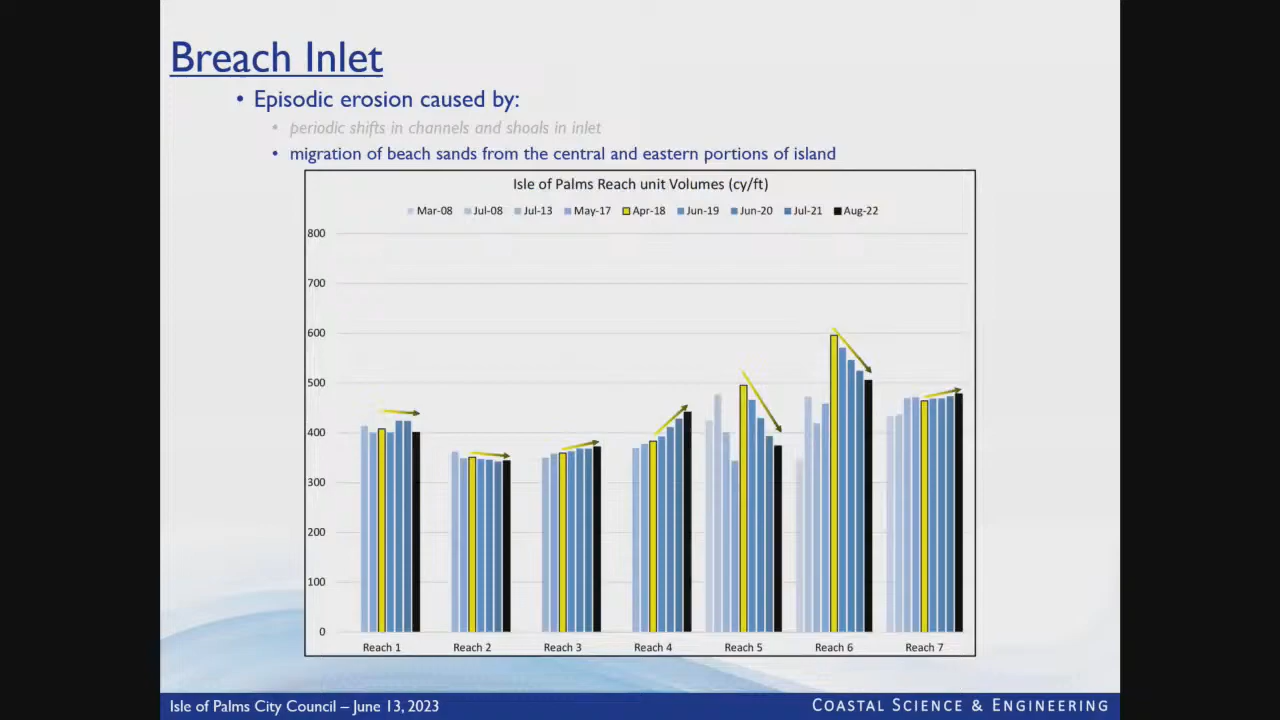 Breach Inlet
• Episodic erosion caused by:
• periodic shifts in channels and shoals in inlet
• migration of beach sands from the central and eastern portions of island
Isle of Palms Reach unit Volumes (cy/ft)
Mar-08 Jul-08 Jul-13 May-17 Apr-18 Jun-19 Jun-20 Jul-21 Aug-22
800
700
600
500
400
300
200
100
0
Reach 1 Reach 2 Reach 3 Reach 4 Reach 5 Reach 6 Reach 7
Isle of Palms City Council – June 13, 2023 COASTAL SCIENCE & ENGINEERING